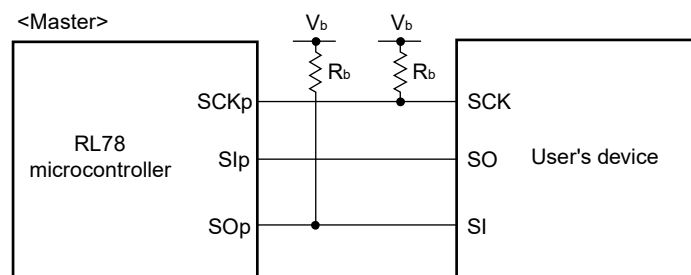 <Master>
Vb Vb
Rb Rb
SCKp SCK
RL78
microcontroller
SIp SO
User's device
SOp SI